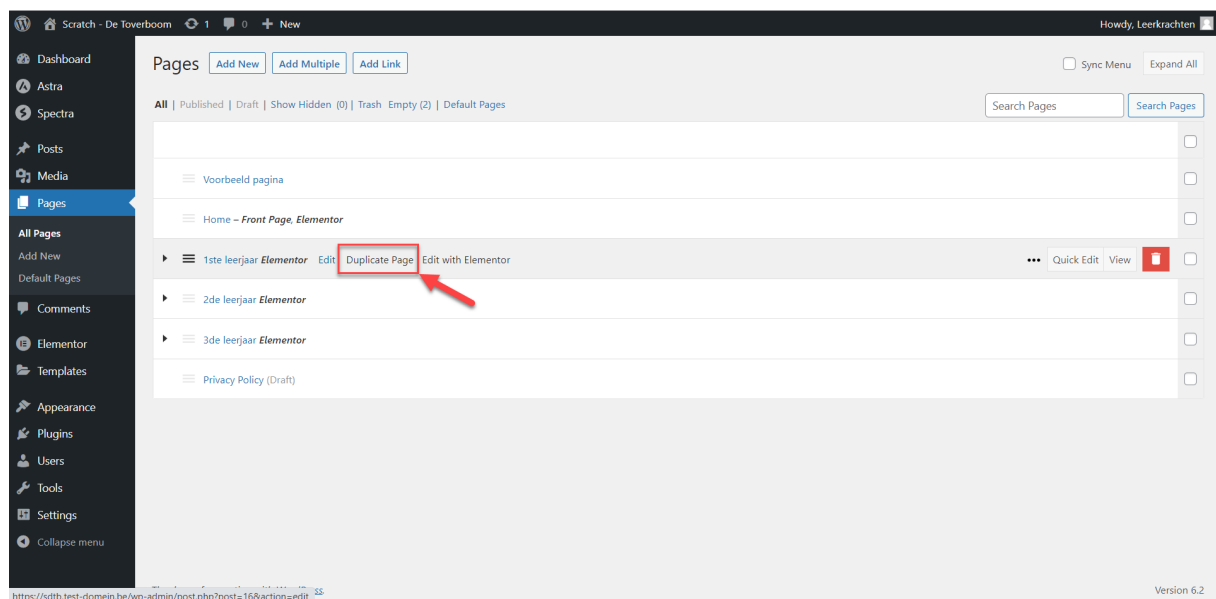 Scratch - De Toverboom 1 0 New Howdy, Leerkrachten
Dashboard
Astra
Spectra
Posts
Media
Pages
All Pages
Add New
Default Pages
Comments
Elementor
Templates
Appearance
Plugins
Users
Tools
Settings
Collapse menu
Pages Add New Add Multiple Add Link Sync Menu Expand All
All | Published | Draft | Show Hidden (0) | Trash Empty (2) | Default Pages Search Pages Search Pages
Voorbeeld pagina
Home – Front Page, Elementor
1ste leerjaar Elementor Edit Duplicate Page Edit with Elementor ••• Quick Edit View
2de leerjaar Elementor
3de leerjaar Elementor
Privacy Policy (Draft)
Version 6.2
https://sdtb.test-domein.be/wp-admin/post.php?post=16&action=edit